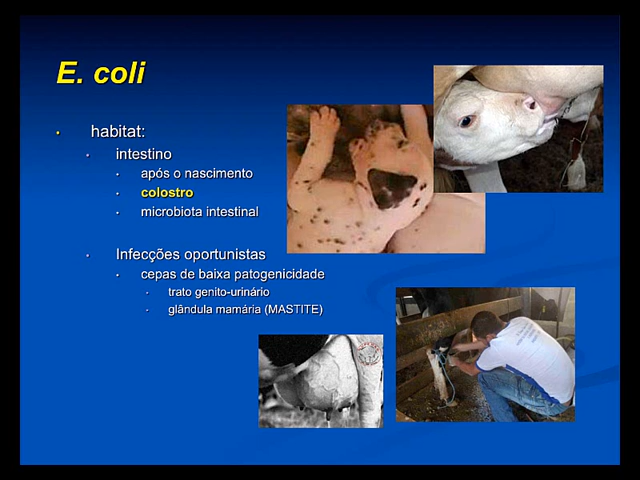 E. coli
habitat:
intestino
após o nascimento
colostro
microbiota intestinal
Infecções oportunistas
cepas de baixa patogenicidade
trato genito-urinário
glândula mamária (MASTITE)